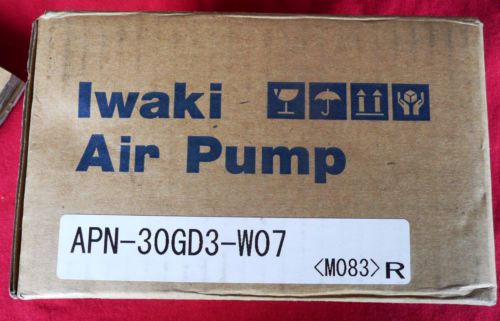 Iwaki
Air Pump
APN-30GD3-W07
<M083> R